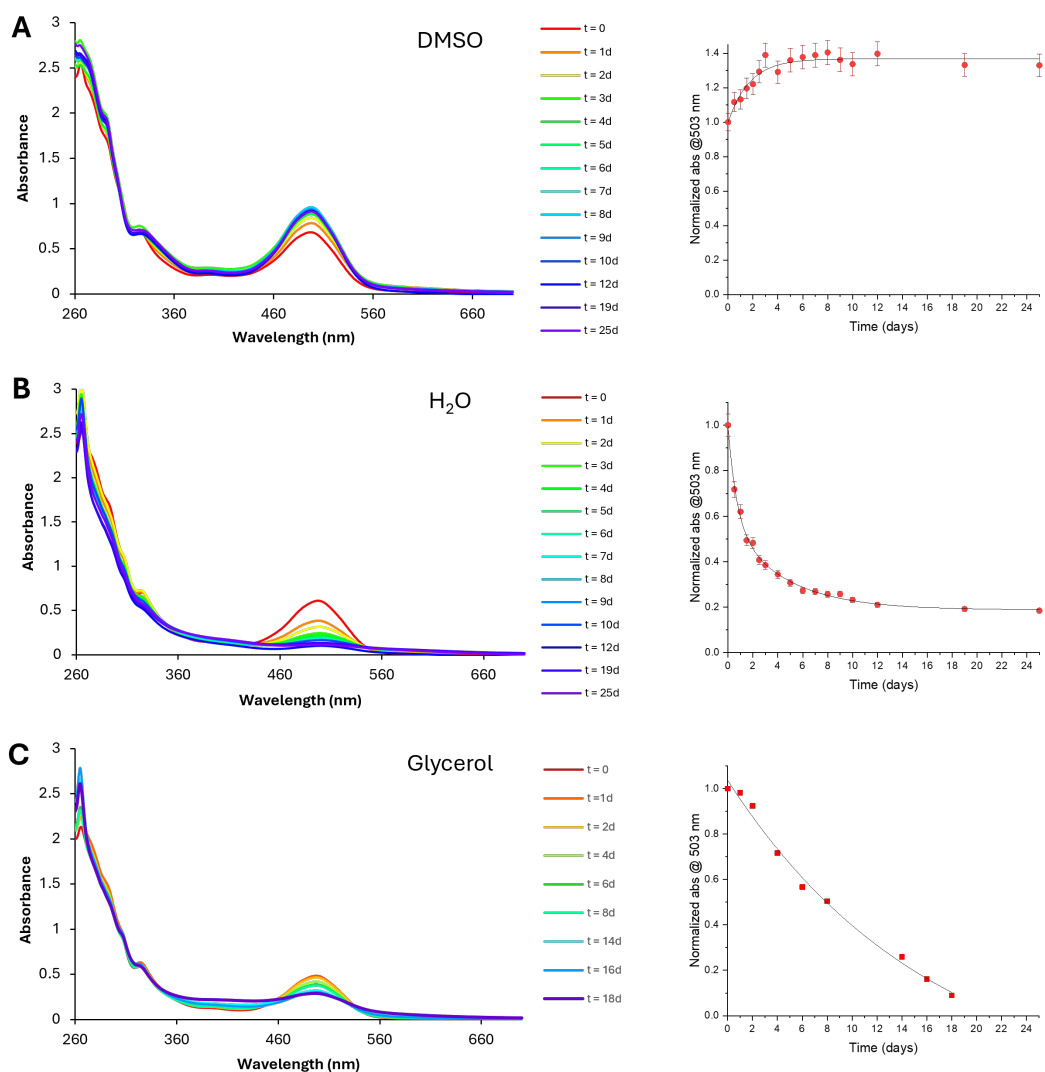 A
DMSO
3
2.5
2
1.5
1
0.5
0
260
360
460
560
660
Absorbance
Wavelength (nm)
t = 0
t = 1d
t = 2d
t = 3d
t = 4d
t = 5d
t = 6d
t = 7d
t = 8d
t = 9d
t = 10d
t = 12d
t = 19d
t = 25d
1.4
1.2
1.0
0.8
0.6
0.4
0.2
0.0
0 2 4 6 8 10 12 14 16 18 20 22 24
Normalized abs @503 nm
Time (days)
B
H₂O
3
2.5
2
1.5
1
0.5
0
260
360
460
560
660
Absorbance
Wavelength (nm)
t = 0
t = 1d
t = 2d
t = 3d
t = 4d
t = 5d
t = 6d
t = 7d
t = 8d
t = 9d
t = 10d
t = 12d
t = 19d
t = 25d
1.0
0.8
0.6
0.4
0.2
0.0
0 2 4 6 8 10 12 14 16 18 20 22 24
Normalized abs @503 nm
Time (days)
C
Glycerol
3
2.5
2
1.5
1
0.5
0
260
360
460
560
660
Absorbance
Wavelength (nm)
t = 0
t =1d
t = 2d
t = 4d
t = 6d
t = 8d
t = 14d
t = 16d
t = 18d
1.0
0.8
0.6
0.4
0.2
0.0
0 2 4 6 8 10 12 14 16 18 20 22 24
Normalized abs @ 503 nm
Time (days)